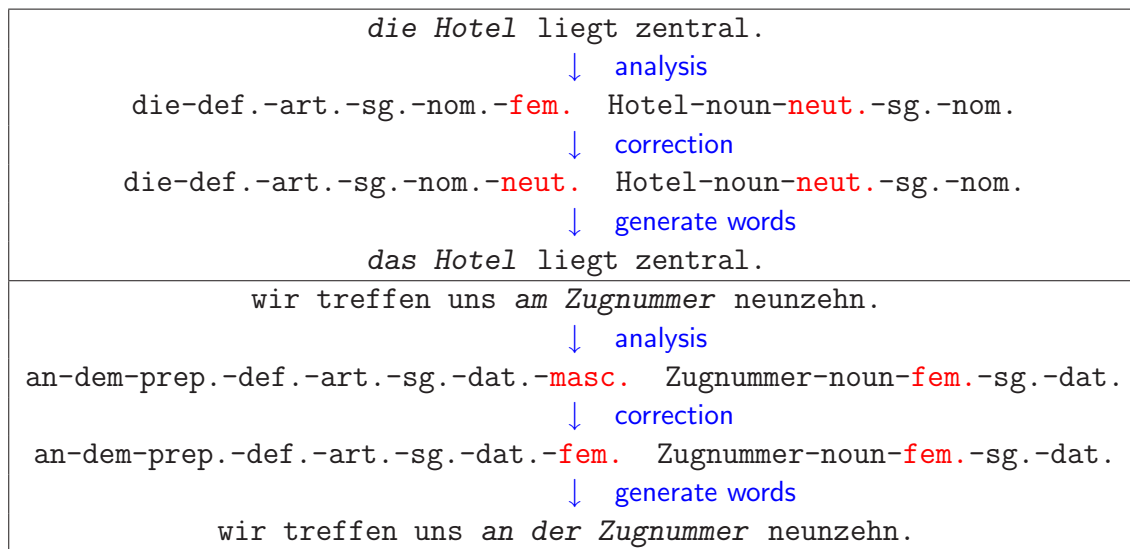 die Hotel liegt zentral.
↓ analysis
die-def.-art.-sg.-nom.-fem. Hotel-noun-neut.-sg.-nom.
↓ correction
die-def.-art.-sg.-nom.-neut. Hotel-noun-neut.-sg.-nom.
↓ generate words
das Hotel liegt zentral.
wir treffen uns am Zugnummer neunzehn.
↓ analysis
an-dem-prep.-def.-art.-sg.-dat.-masc. Zugnummer-noun-fem.-sg.-dat.
↓ correction
an-dem-prep.-def.-art.-sg.-dat.-fem. Zugnummer-noun-fem.-sg.-dat.
↓ generate words
wir treffen uns an der Zugnummer neunzehn.